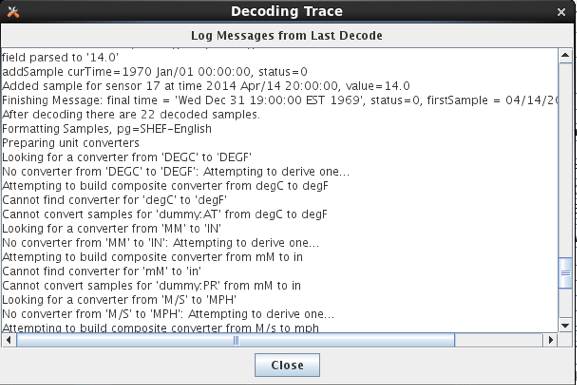 Decoding Trace
Log Messages from Last Decode
field parsed to '14.0'
addSample curTime=1970 Jan/01 00:00:00, status=0
Added sample for sensor 17 at time 2014 Apr/14 20:00:00, value=14.0
Finishing Message: final time = 'Wed Dec 31 19:00:00 EST 1969', status=0, firstSample = 04/14/20
After decoding there are 22 decoded samples.
Formatting Samples, pg=SHEF-English
Preparing unit converters
Looking for a converter from 'DEGC' to 'DEGF'
No converter from 'DEGC' to 'DEGF': Attempting to derive one...
Attempting to build composite converter from degC to degF
Cannot find converter for 'degC' to 'degF'
Cannot convert samples for 'dummy:AT' from degC to degF
Looking for a converter from 'MM' to 'IN'
No converter from 'MM' to 'IN': Attempting to derive one...
Attempting to build composite converter from mM to in
Cannot find converter for 'mM' to 'in'
Cannot convert samples for 'dummy:PR' from mM to in
Looking for a converter from 'M/S' to 'MPH'
No converter from 'M/S' to 'MPH': Attempting to derive one...
Attempting to build composite converter from M/s to mph
Close